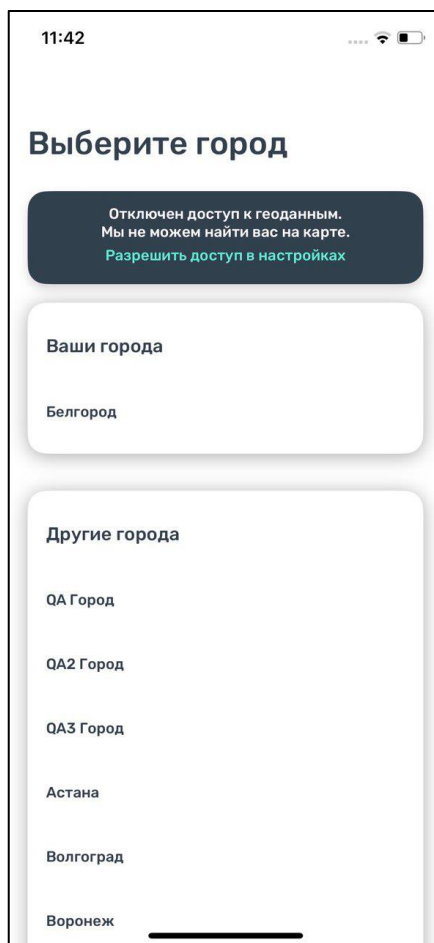 11:42
Выберите город
Отключен доступ к геоданным.
Мы не можем найти вас на карте.
Разрешить доступ в настройках
Ваши города
Белгород
Другие города
QA Город
QA2 Город
QA3 Город
Астана
Волгоград
Воронеж